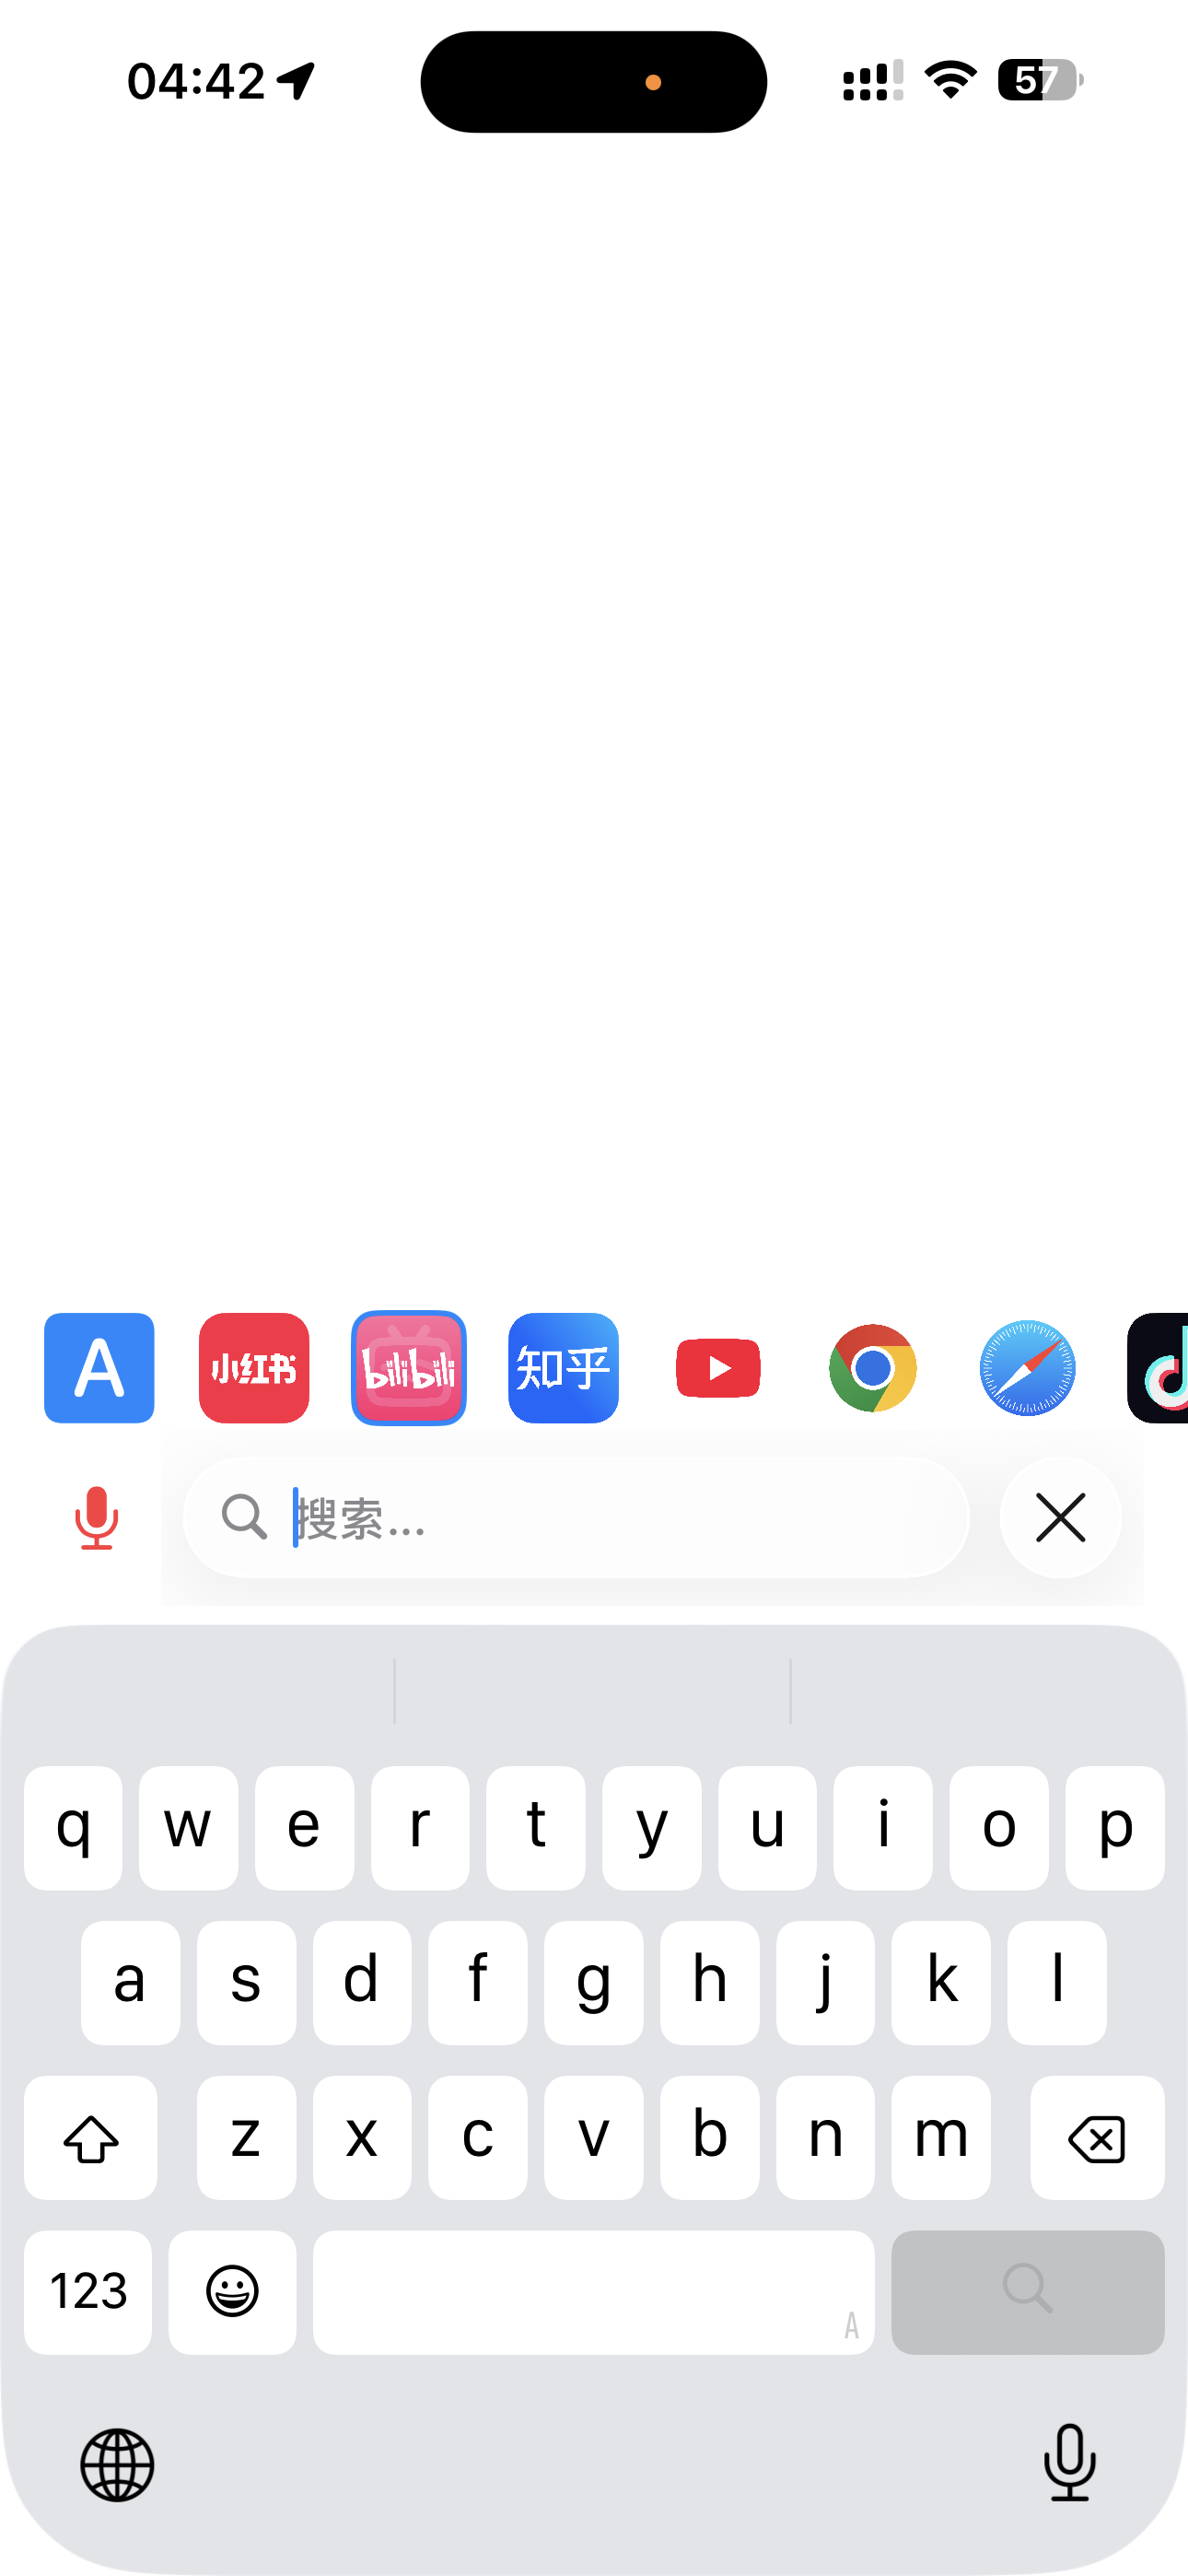 04:42 57
A 小红书 bilibili 知乎
搜索...
q w e r t y u i o p
a s d f g h j k l
z x c v b n m
123 A